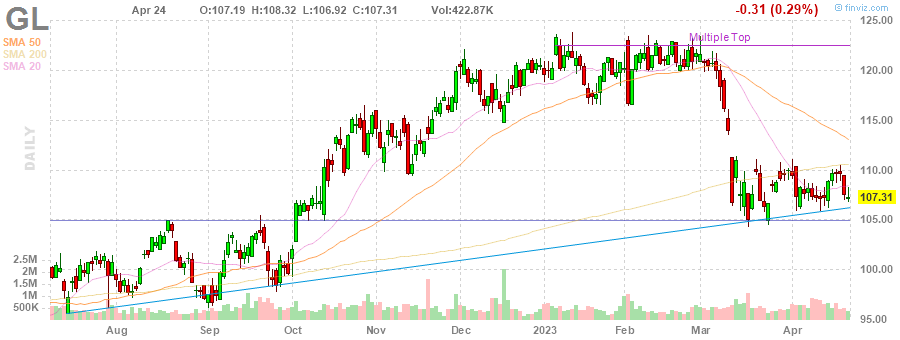 GL Apr 24 O:107.19 H:108.32 L:106.92 C:107.31 Vol:422.87K -0.31 (0.29%) © finviz.com
SMA 50
SMA 200
SMA 20
Multiple Top
DAILY
125.00
120.00
115.00
110.00
107.31
105.00
100.00
95.00
2.5M
2M
1.5M
1M
500K
Aug Sep Oct Nov Dec 2023 Feb Mar Apr